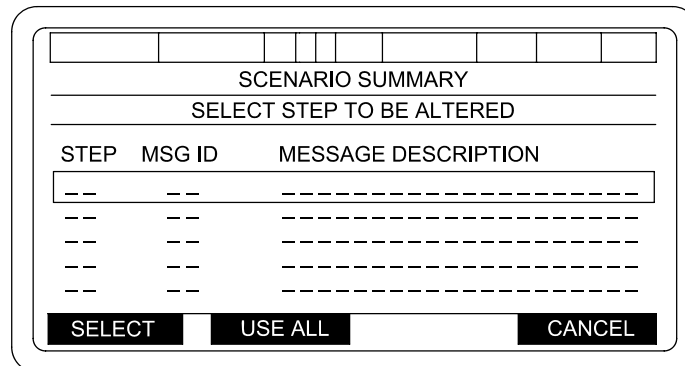 SCENARIO SUMMARY
SELECT STEP TO BE ALTERED
STEP MSG ID MESSAGE DESCRIPTION
_ _ _ _ _ _ _ _ _ _ _ _ _ _ _ _ _ _ _ _ _ _
_ _ _ _ _ _ _ _ _ _ _ _ _ _ _ _ _ _ _ _ _ _
_ _ _ _ _ _ _ _ _ _ _ _ _ _ _ _ _ _ _ _ _ _
_ _ _ _ _ _ _ _ _ _ _ _ _ _ _ _ _ _ _ _ _ _
_ _ _ _ _ _ _ _ _ _ _ _ _ _ _ _ _ _ _ _ _ _
SELECT USE ALL CANCEL